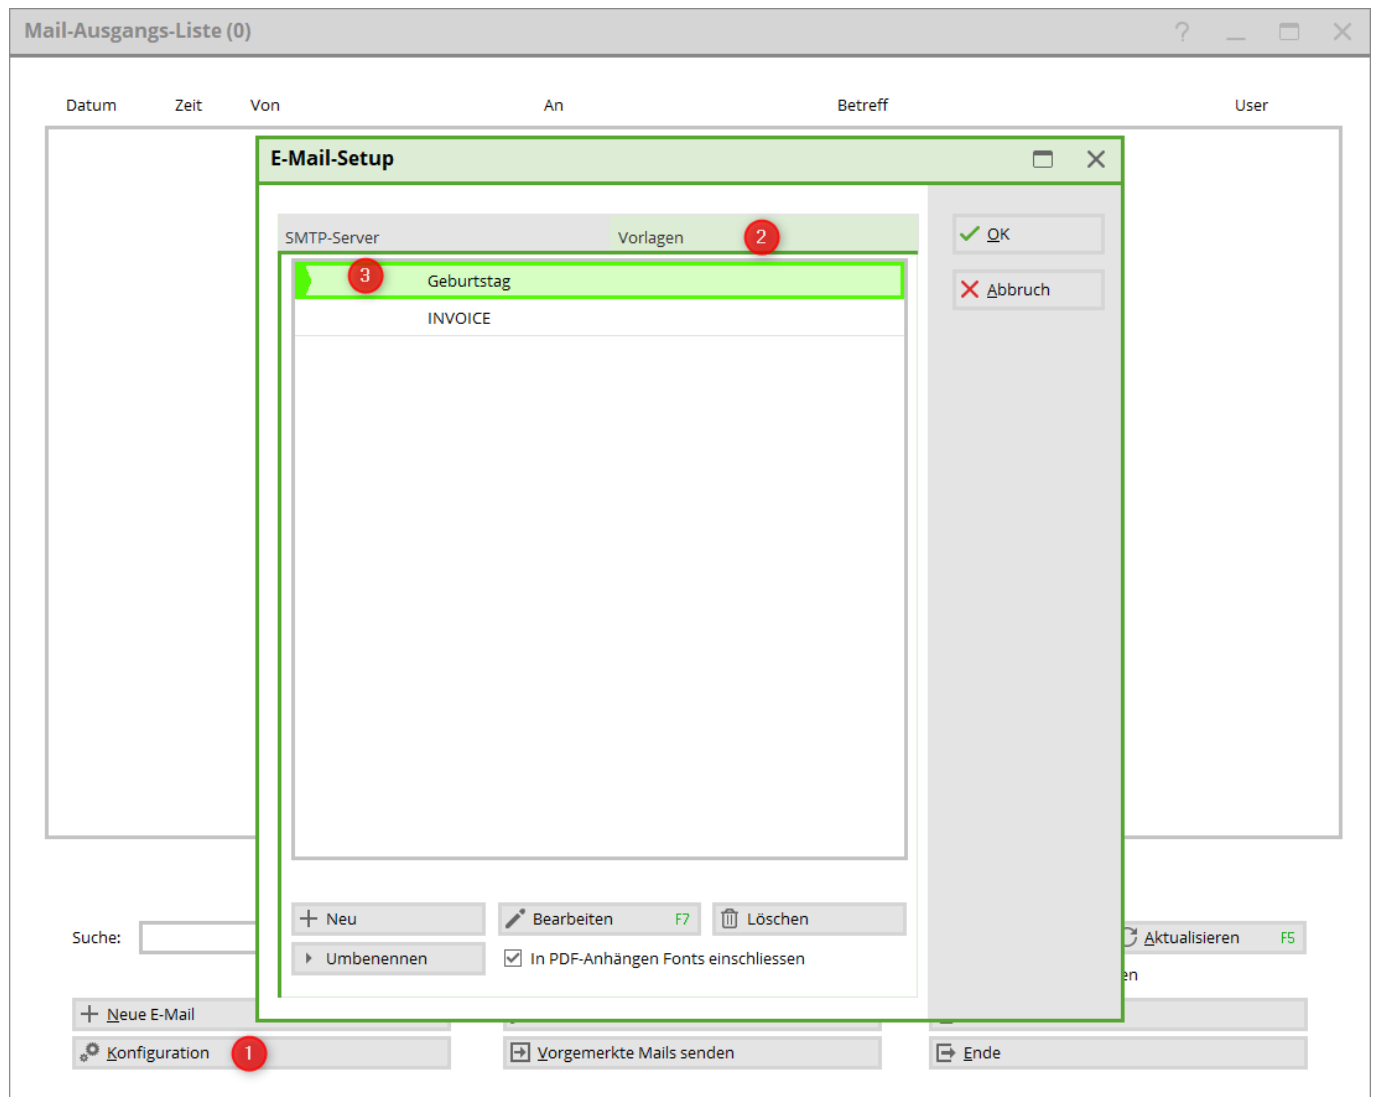 Mail-Ausgangs-Liste (0)
Datum Zeit Von An Betreff User
E-Mail-Setup
SMTP-Server Vorlagen 2
OK
3 Geburtstag
Abbruch
INVOICE
Neu Bearbeiten F7 Löschen
Suche: Aktualisieren F5
Umbenennen In PDF-Anhängen Fonts einschliessen
en
Neue E-Mail
Konfiguration 1 Vorgemerkte Mails senden Ende